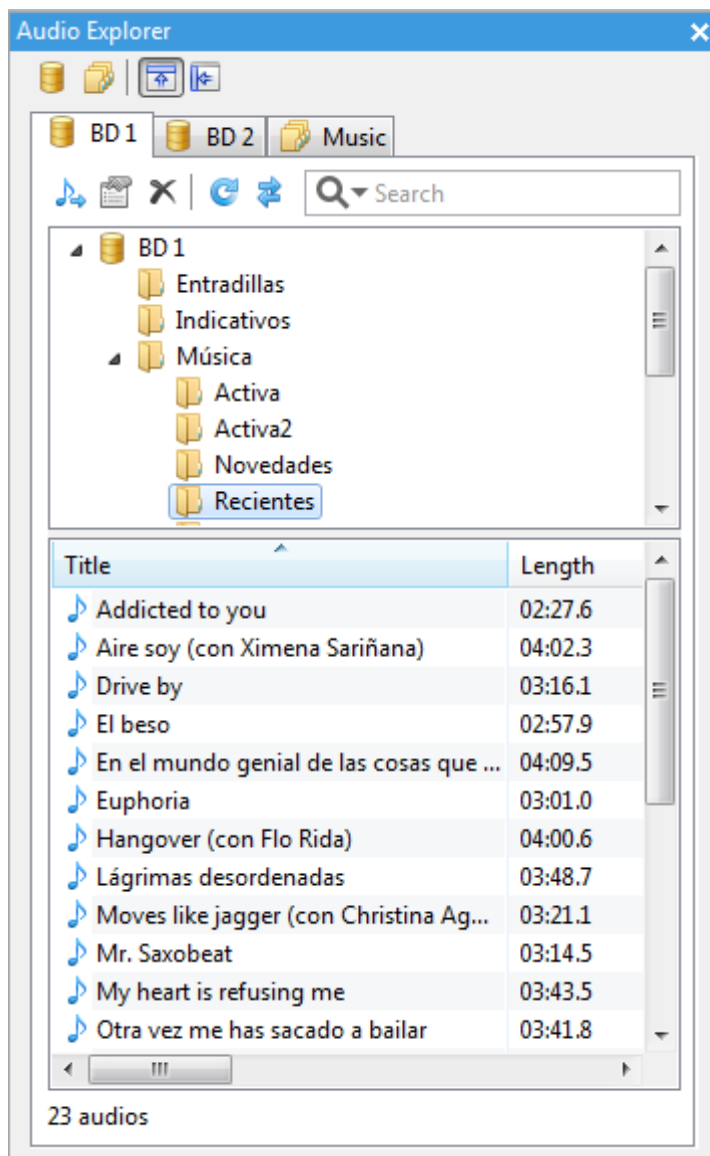 Audio Explorer
BD 1 BD 2 Music
Search
BD 1
Entradillas
Indicativos
Música
Activa
Activa2
Novedades
Recientes
Title Length
Addicted to you 02:27.6
Aire soy (con Ximena Sariñana) 04:02.3
Drive by 03:16.1
El beso 02:57.9
En el mundo genial de las cosas que ... 04:09.5
Euphoria 03:01.0
Hangover (con Flo Rida) 04:00.6
Lágrimas desordenadas 03:48.7
Moves like jagger (con Christina Ag... 03:21.1
Mr. Saxobeat 03:14.5
My heart is refusing me 03:43.5
Otra vez me has sacado a bailar 03:41.8
23 audios